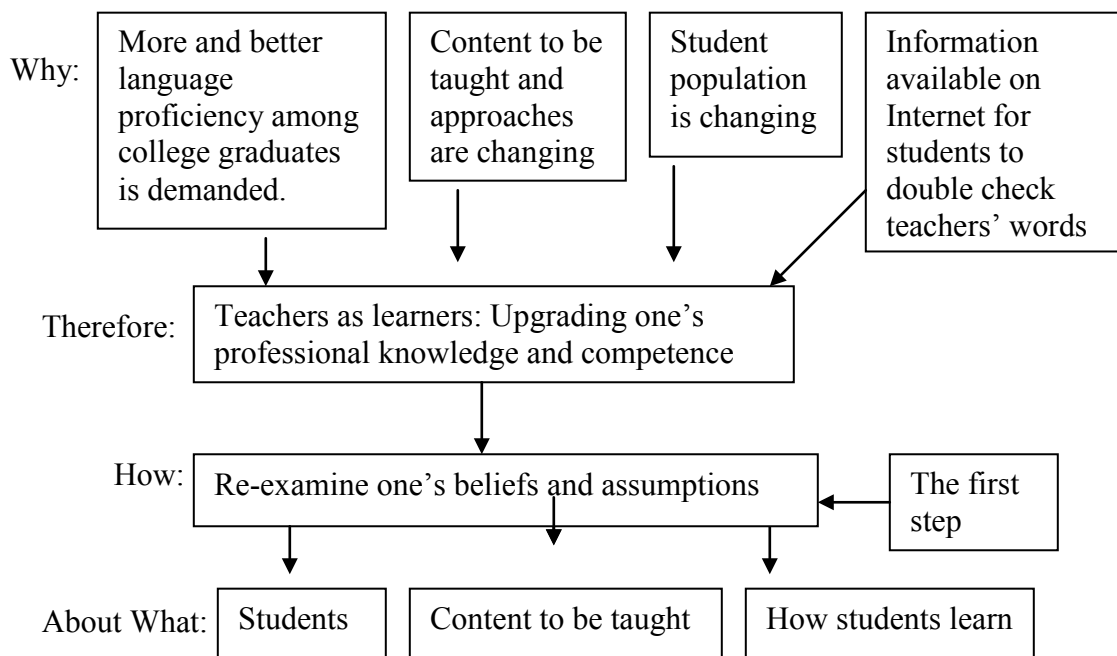 Why:
More and better
language
proficiency among
college graduates
is demanded.
Content to be
taught and
approaches
are changing
Student
population
is changing
Information
available on
Internet for
students to
double check
teachers’ words
Therefore:
Teachers as learners: Upgrading one’s
professional knowledge and competence
How:
Re-examine one’s beliefs and assumptions
The first
step
About What:
Students
Content to be taught
How students learn